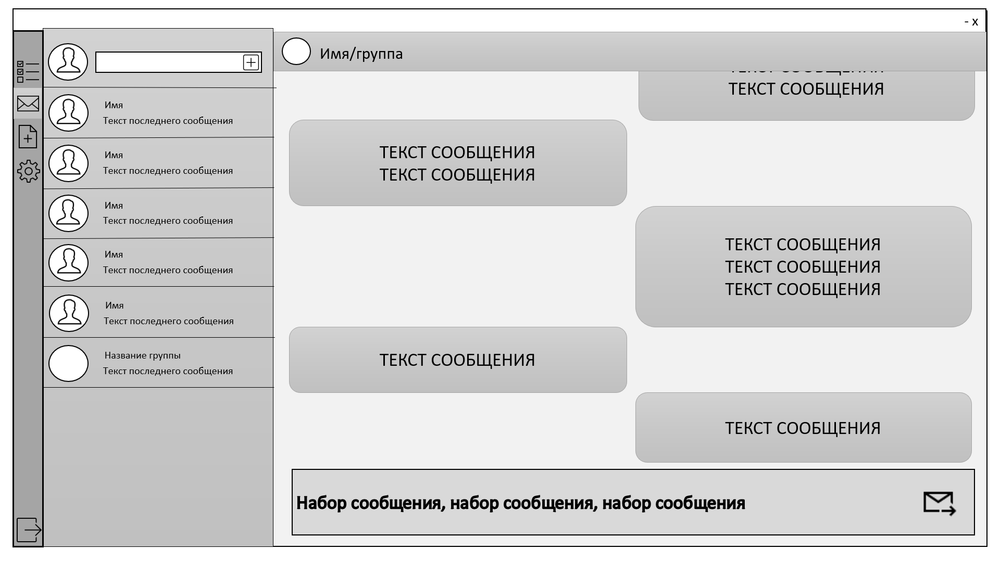 - x
Имя/группа
Имя
Текст последнего сообщения
Имя
Текст последнего сообщения
Имя
Текст последнего сообщения
Имя
Текст последнего сообщения
Имя
Текст последнего сообщения
Название группы
Текст последнего сообщения
ТЕКСТ СООБЩЕНИЯ
ТЕКСТ СООБЩЕНИЯ
ТЕКСТ СООБЩЕНИЯ
ТЕКСТ СООБЩЕНИЯ
ТЕКСТ СООБЩЕНИЯ
ТЕКСТ СООБЩЕНИЯ
ТЕКСТ СООБЩЕНИЯ
ТЕКСТ СООБЩЕНИЯ
ТЕКСТ СООБЩЕНИЯ
Набор сообщения, набор сообщения, набор сообщения